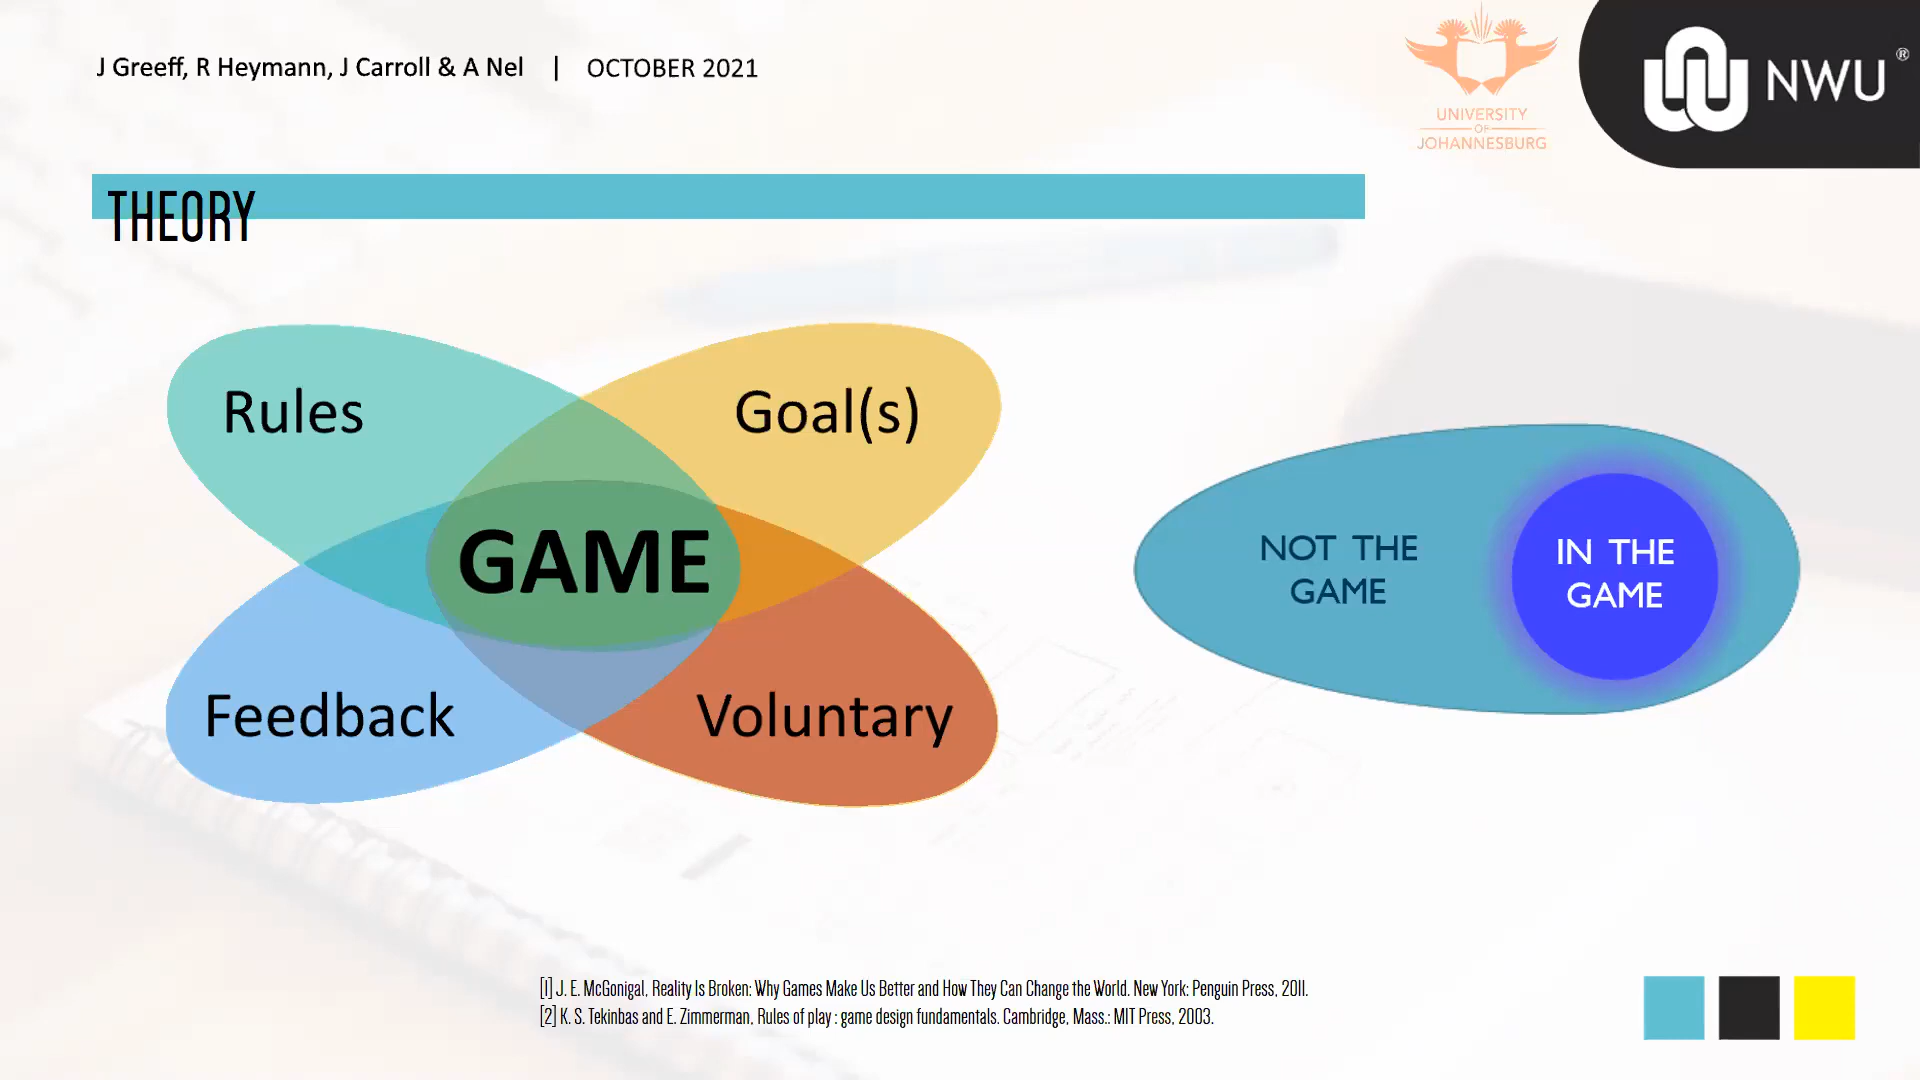 J Greeff, R Heymann, J Carroll & A Nel | OCTOBER 2021
UNIVERSITY
OF
JOHANNESBURG
NWU ®
THEORY
Rules
Goal(s)
GAME
Feedback
Voluntary
NOT THE
GAME
IN THE
GAME
[1] J. E. McGonigal, Reality Is Broken: Why Games Make Us Better and How They Can Change the World. New York: Penguin Press, 2011.
[2] K. S. Tekinbas and E. Zimmerman, Rules of play : game design fundamentals. Cambridge, Mass.: MIT Press, 2003.